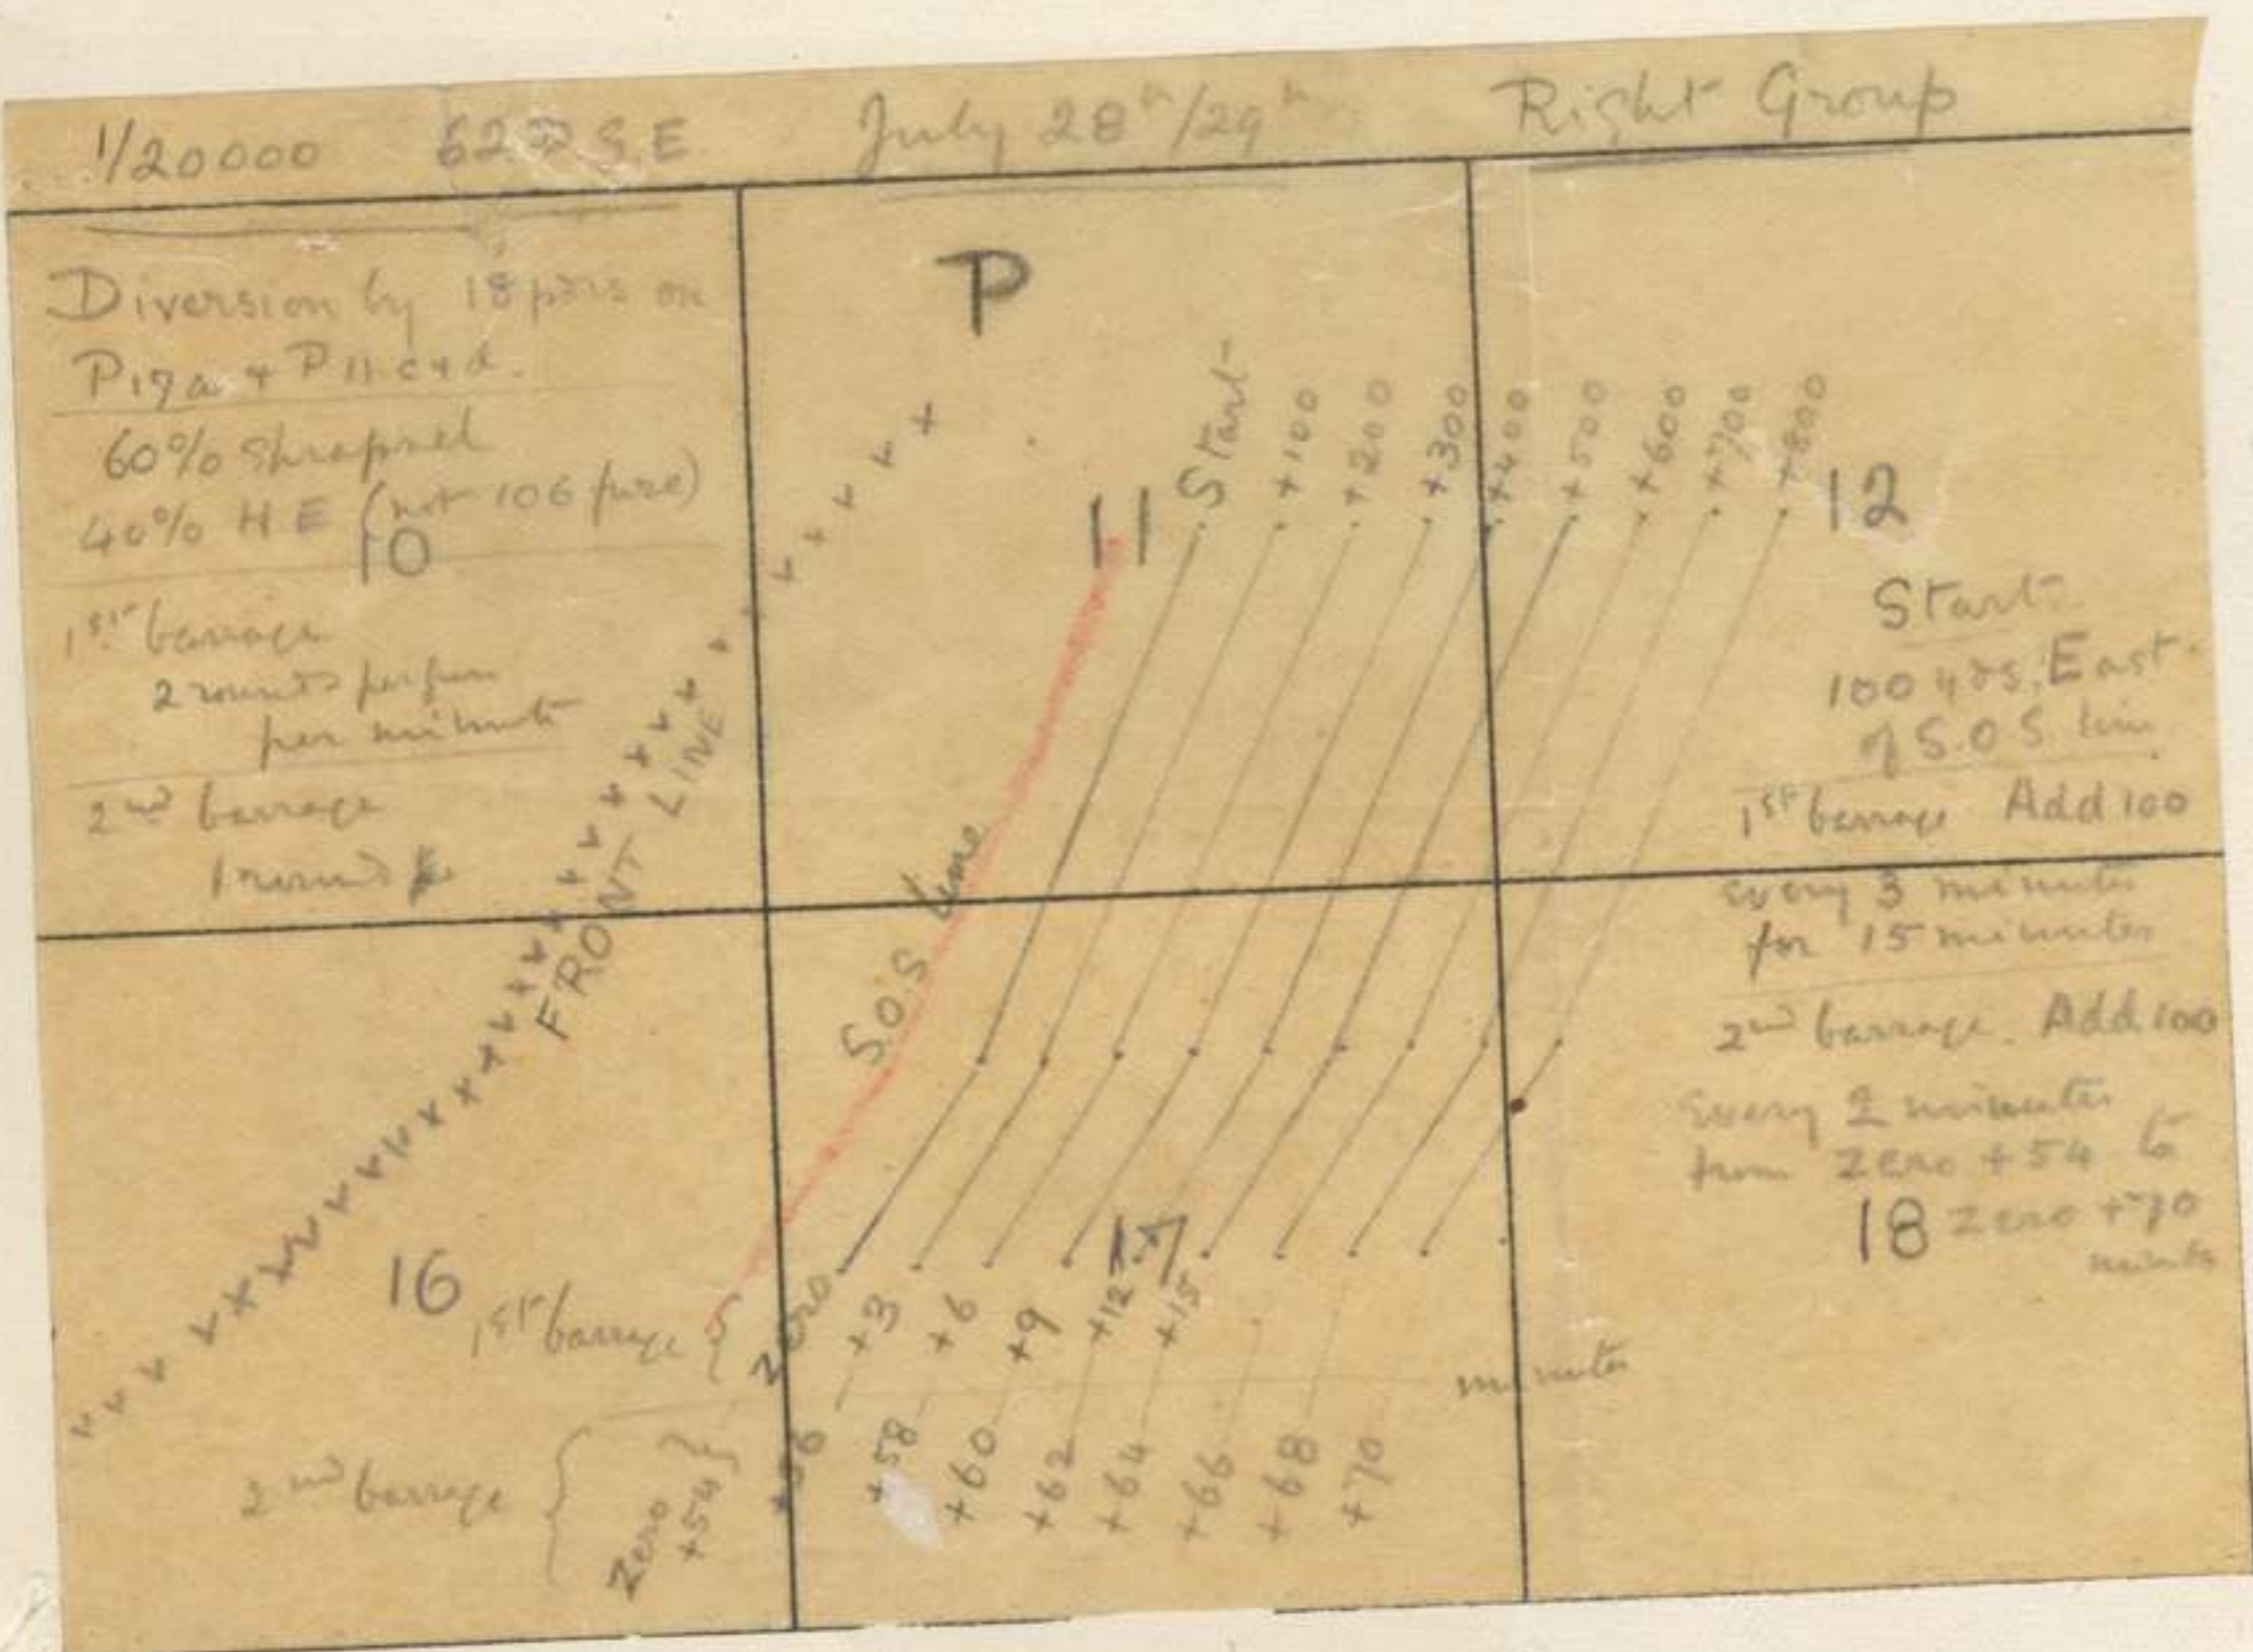 1/20000 62D S.E July 28th/29th Right Group
Diversion by 18 pdrs on
P17a + P11 c+d.
60% Shrapnel
40% H E (not 106 fuse)
10
1st barrage
2 rounds per gun
per minute
2nd barrage
1 round
P
11
12
Start
+100
+200
+300
+400
+500
+600
+700
+800
Start
100 yds. East
of S.O.S. line
1st barrage Add 100
every 3 minutes
for 15 minutes
2nd barrage. Add 100
Every 2 minutes
from Zero +54 to
18 Zero +70
minutes
FRONT LINE
S.O.S line
16
17
1st barrage {
Zero
+3
+6
+9
+12
+15
minutes
2nd barrage {
Zero
+54 }
+56
+58
+60
+62
+64
+66
+68
+70